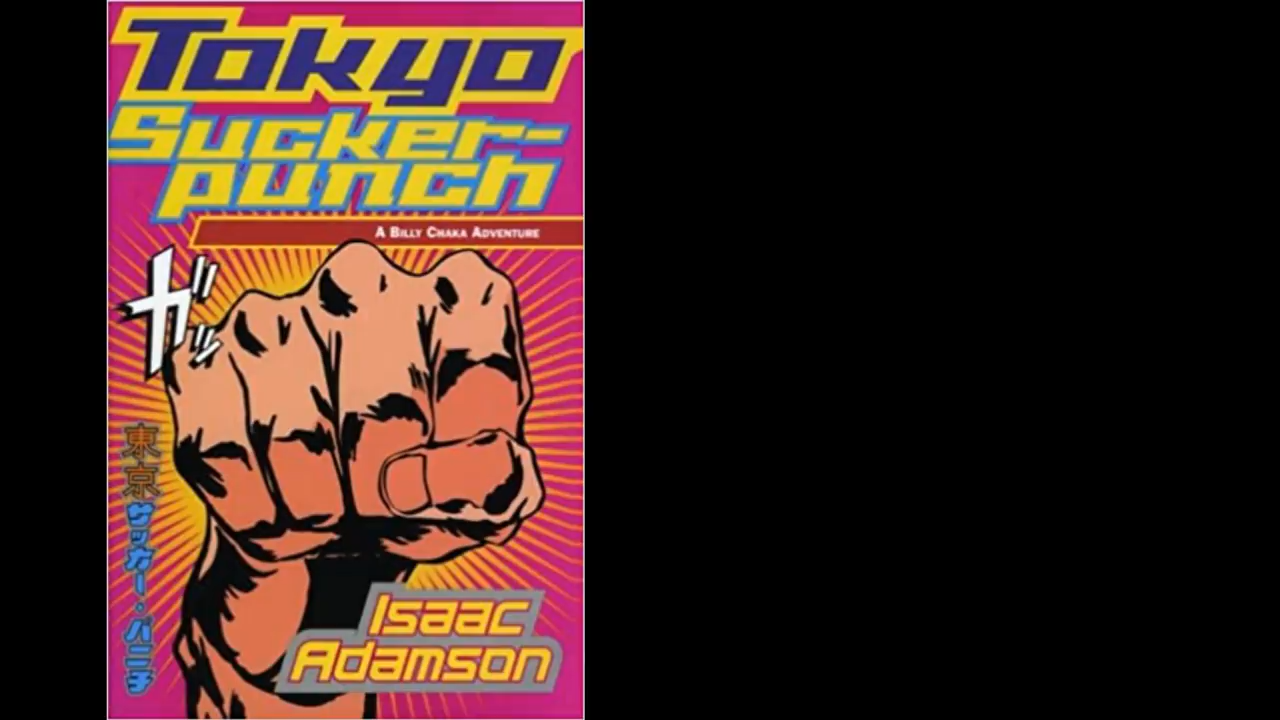 Tokyo
Sucker-
punch
A BILLY CHAKA ADVENTURE
ガッ
東京サッカー・パンチ
Isaac
Adamson